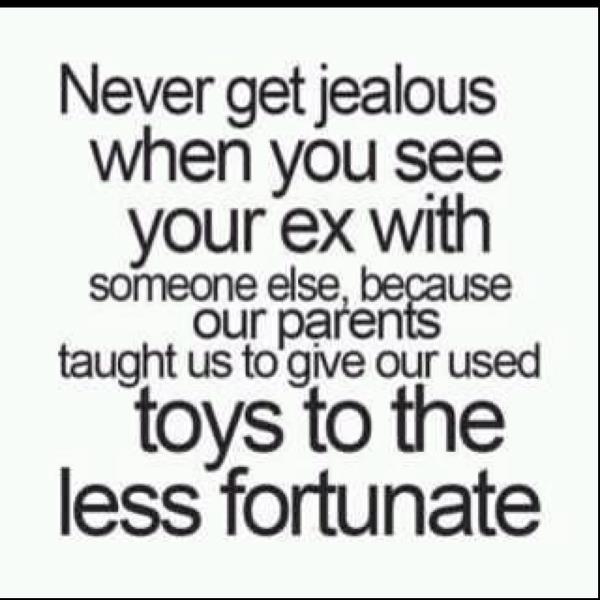 Never get jealous
when you see
your ex with
someone else, because
our parents
taught us to give our used
toys to the
less fortunate